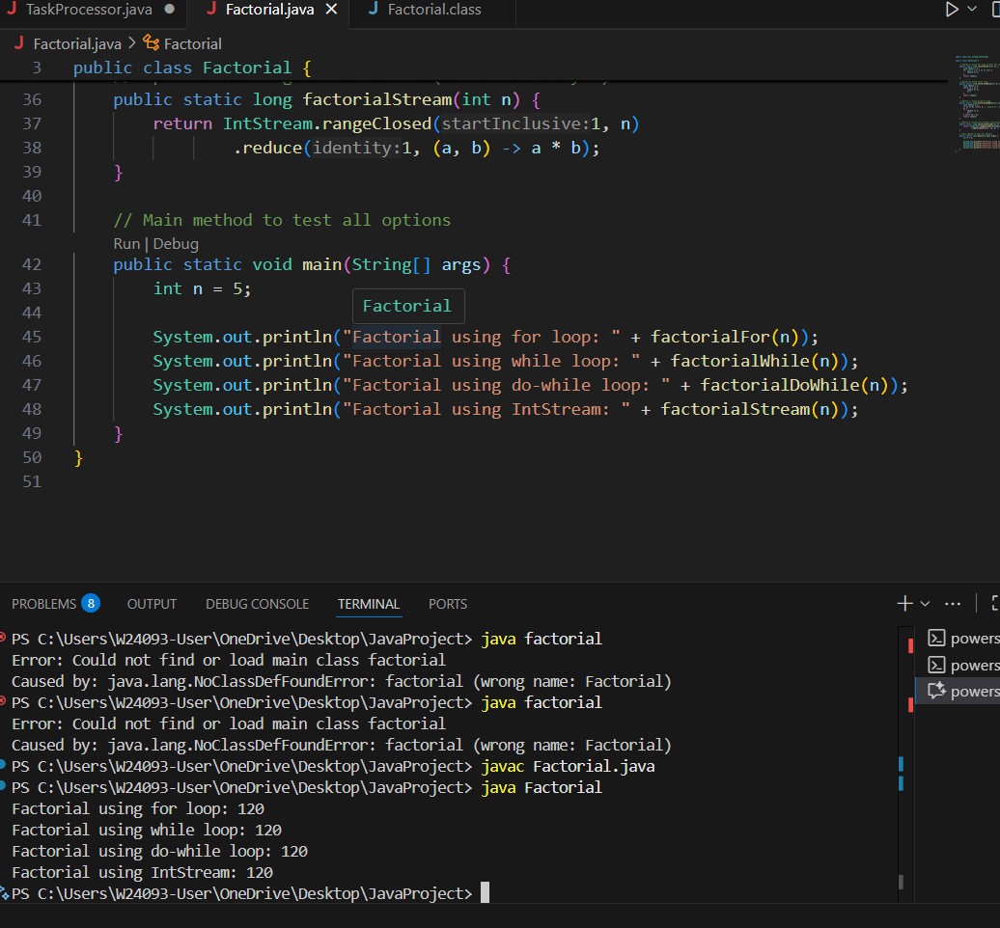 TaskProcessor.java ● Factorial.java × Factorial.class
Factorial.java > Factorial
3 public class Factorial {
36 public static long factorialStream(int n) {
37 return IntStream.rangeClosed(startInclusive:1, n)
38 .reduce(identity:1, (a, b) -> a * b);
39 }
40
41 // Main method to test all options
Run | Debug
42 public static void main(String[] args) {
43 int n = 5;
Factorial
44
45 System.out.println("Factorial using for loop: " + factorialFor(n));
46 System.out.println("Factorial using while loop: " + factorialWhile(n));
47 System.out.println("Factorial using do-while loop: " + factorialDoWhile(n));
48 System.out.println("Factorial using IntStream: " + factorialStream(n));
49 }
50 }
51
PROBLEMS 8 OUTPUT DEBUG CONSOLE TERMINAL PORTS
PS C:\Users\W24093-User\OneDrive\Desktop\JavaProject> java factorial
Error: Could not find or load main class factorial
Caused by: java.lang.NoClassDefFoundError: factorial (wrong name: Factorial)
PS C:\Users\W24093-User\OneDrive\Desktop\JavaProject> java factorial
Error: Could not find or load main class factorial
Caused by: java.lang.NoClassDefFoundError: factorial (wrong name: Factorial)
PS C:\Users\W24093-User\OneDrive\Desktop\JavaProject> javac Factorial.java
PS C:\Users\W24093-User\OneDrive\Desktop\JavaProject> java Factorial
Factorial using for loop: 120
Factorial using while loop: 120
Factorial using do-while loop: 120
Factorial using IntStream: 120
PS C:\Users\W24093-User\OneDrive\Desktop\JavaProject>
powers
powers
powers